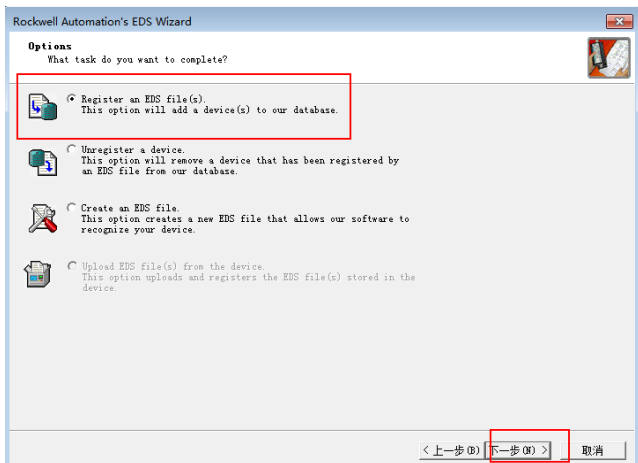 Rockwell Automation's EDS Wizard
Options
What task do you want to complete?
Register an EDS file(s).
This option will add a device(s) to our database.
Unregister a device.
This option will remove a device that has been registered by
an EDS file from our database.
Create an EDS file.
This option creates a new EDS file that allows our software to
recognize your device.
Upload EDS file(s) from the device.
This option uploads and registers the EDS file(s) stored in the
device.
< 上一步(B) 下一步(N) > 取消